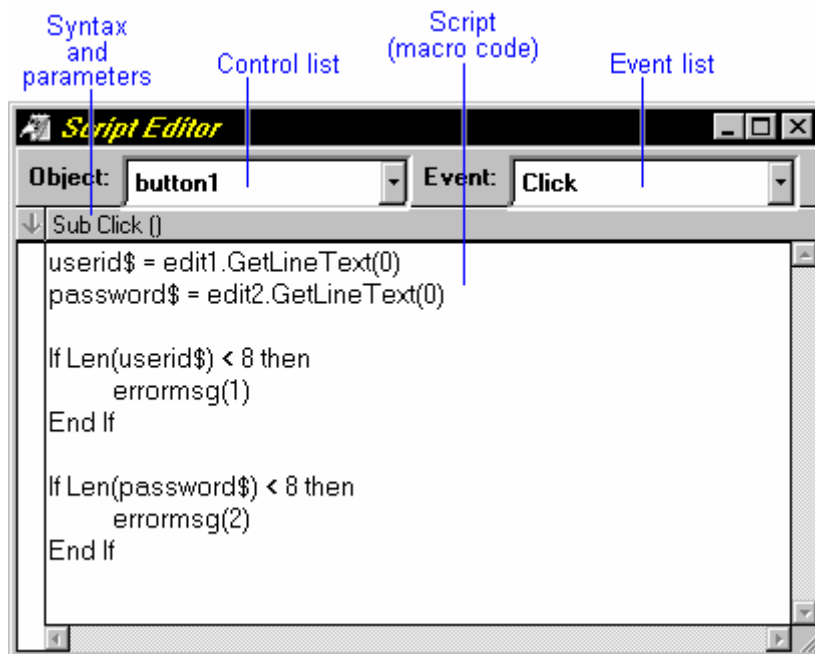 Syntax
and
parameters
Control list
Script
(macro code)
Event list
Script Editor
Object: button1 Event: Click
Sub Click ()
userid$ = edit1.GetLineText(0)
password$ = edit2.GetLineText(0)
If Len(userid$) < 8 then
errormsg(1)
End If
If Len(password$) < 8 then
errormsg(2)
End If